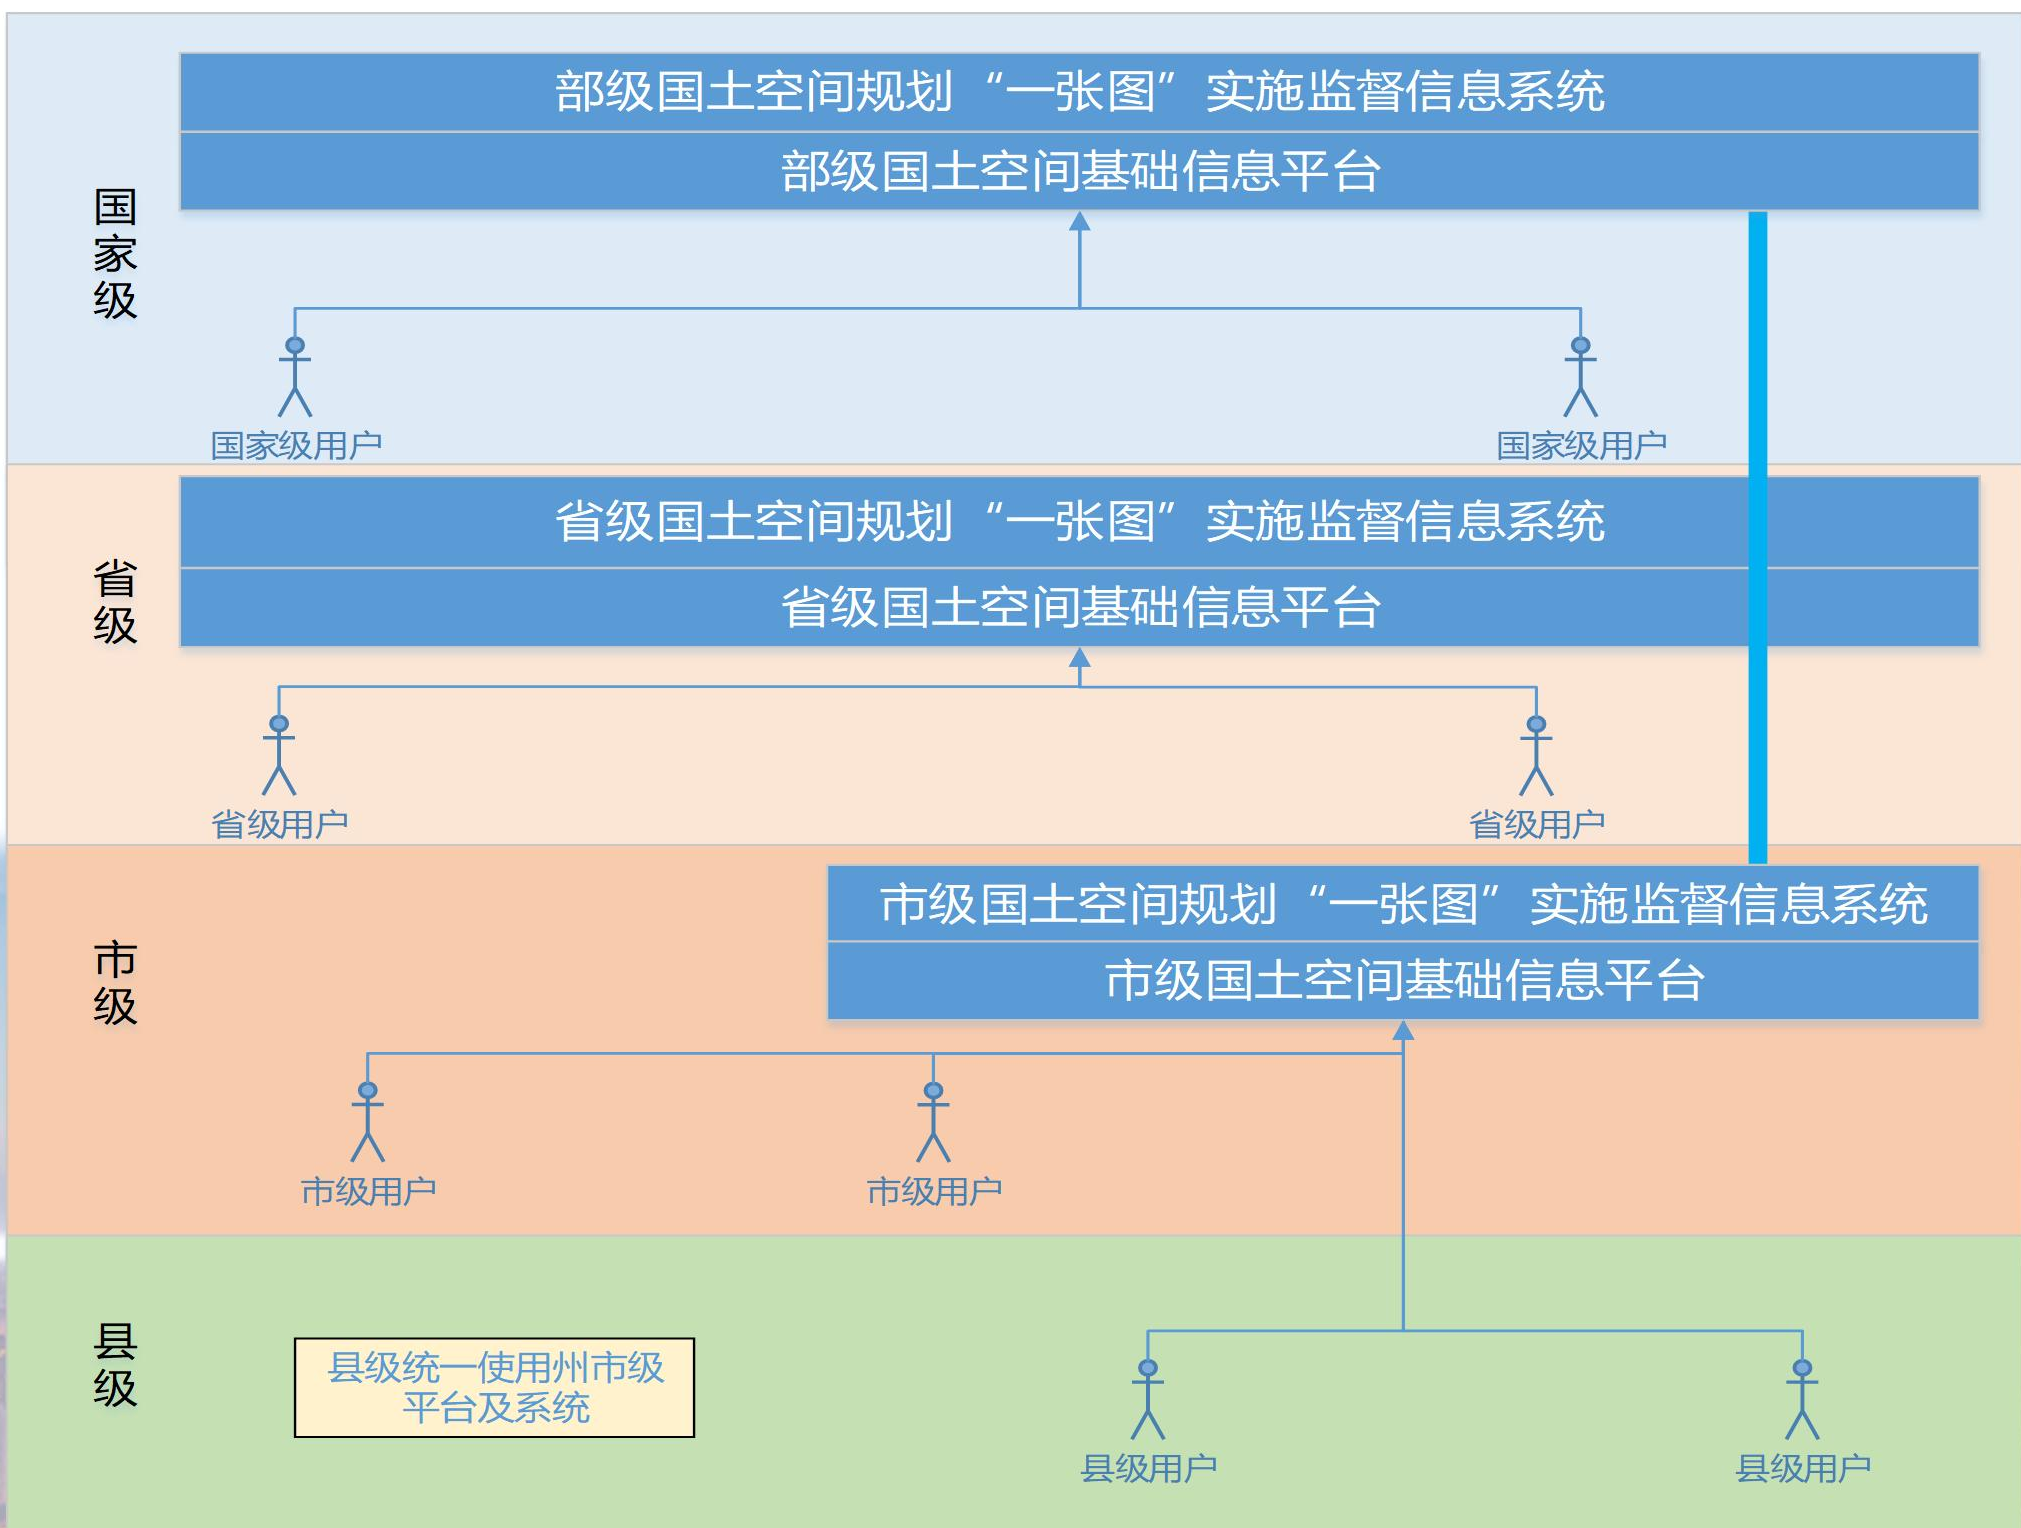 部级国土空间规划“一张图”实施监督信息系统
部级国土空间基础信息平台
国家级
国家级用户
国家级用户
省级国土空间规划“一张图”实施监督信息系统
省级国土空间基础信息平台
省级
省级用户
省级用户
市级国土空间规划“一张图”实施监督信息系统
市级国土空间基础信息平台
市级
市级用户
市级用户
县级
县级统一使用州市级
平台及系统
县级用户
县级用户